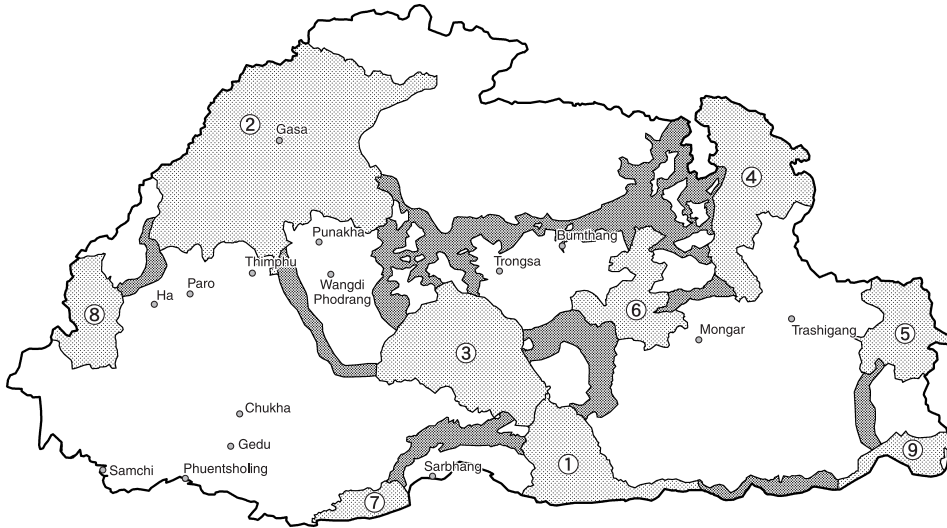 ②
Gasa
④
Punakha
Bumthang
Thimphu
Trongsa
Paro
Wangdi
Phodrang
Ha
⑧
⑥
Trashigang
⑤
Mongar
③
Chukha
Gedu
⑨
Samchi
Phuentsholing
Sarbhang
①
⑦